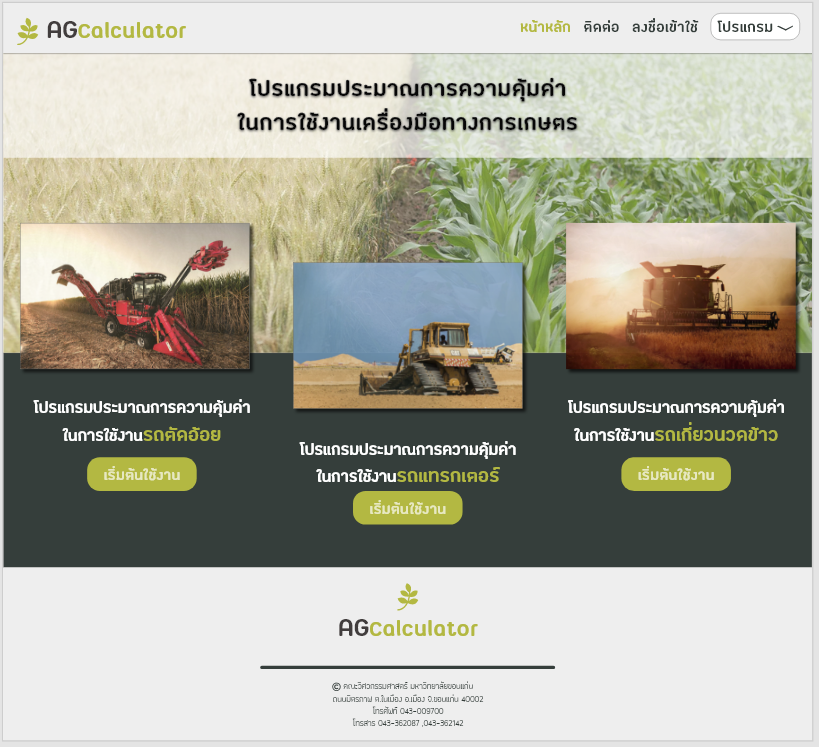 AGCalculator
หน้าหลัก ติดต่อ ลงชื่อเข้าใช้ โปรแกรม
โปรแกรมประมาณการความคุ้มค่า
ในการใช้งานเครื่องมือทางการเกษตร
โปรแกรมประมาณการความคุ้มค่า
ในการใช้งานรถตัดอ้อย
เริ่มต้นใช้งาน
โปรแกรมประมาณการความคุ้มค่า
ในการใช้งานรถแทรกเตอร์
เริ่มต้นใช้งาน
โปรแกรมประมาณการความคุ้มค่า
ในการใช้งานรถเกี่ยวนวดข้าว
เริ่มต้นใช้งาน
AGCalculator
© คณะวิศวกรรมศาสตร์ มหาวิทยาลัยขอนแก่น
ถนนมิตรภาพ ต.ในเมือง อ.เมือง จ.ขอนแก่น 40002
โทรศัพท์ 043-009700
โทรสาร 043-362087 ,043-362142